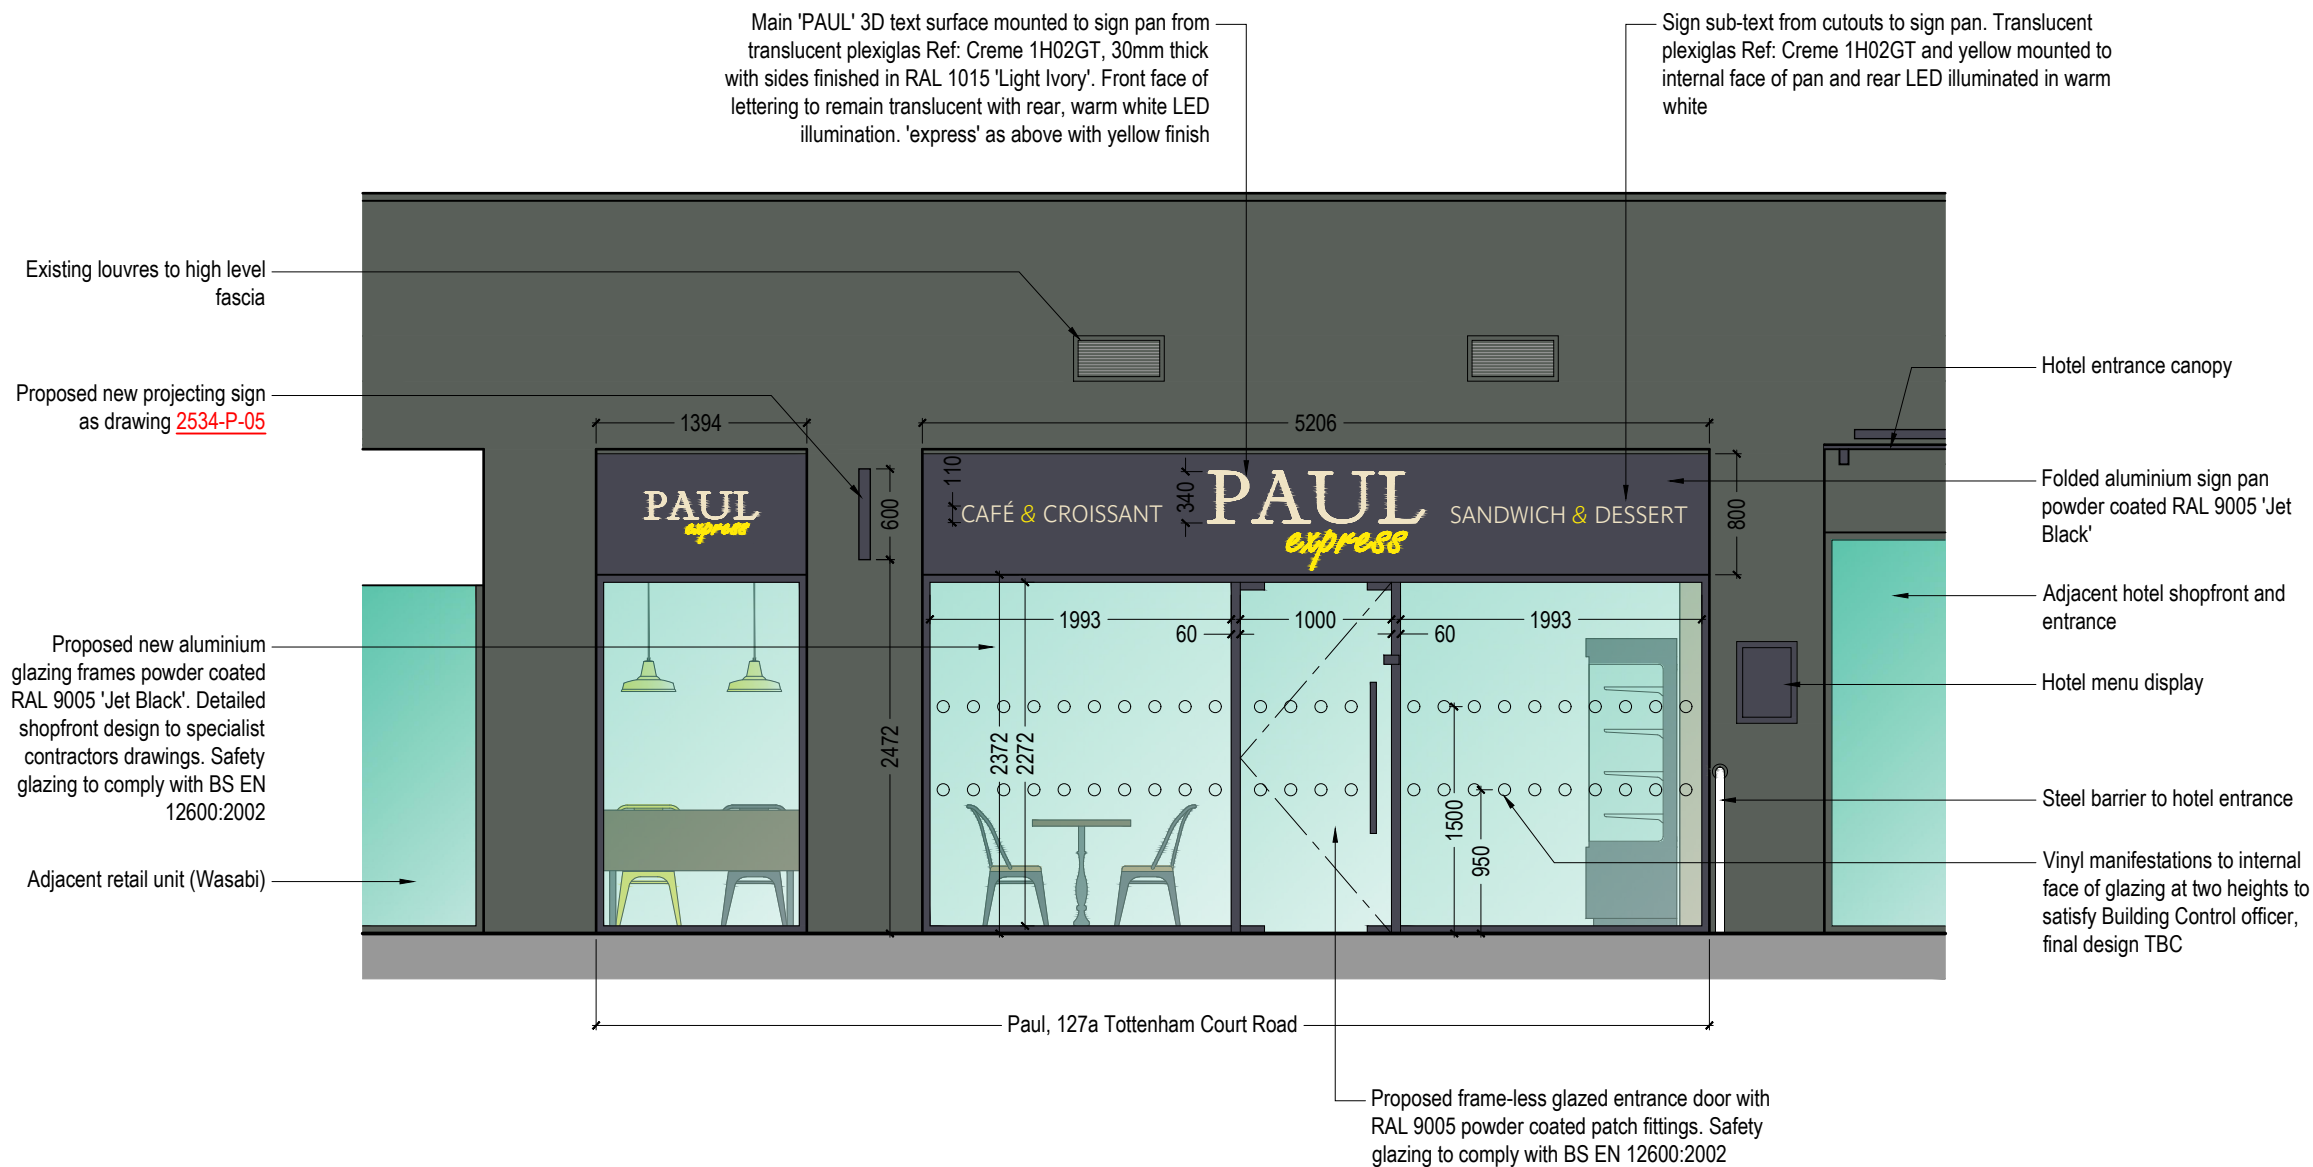 Main 'PAUL' 3D text surface mounted to sign pan from
translucent plexiglas Ref: Creme 1H02GT, 30mm thick
with sides finished in RAL 1015 'Light Ivory'. Front face of
lettering to remain translucent with rear, warm white LED
illumination. 'express' as above with yellow finish
Sign sub-text from cutouts to sign pan. Translucent
plexiglas Ref: Creme 1H02GT and yellow mounted to
internal face of pan and rear LED illuminated in warm
white
Existing louvres to high level
fascia
Proposed new projecting sign
as drawing 2534-P-05
Hotel entrance canopy
1394
5206
110
340
600
800
PAUL
express
CAFÉ & CROISSANT
PAUL
express
SANDWICH & DESSERT
Folded aluminium sign pan
powder coated RAL 9005 'Jet
Black'
Adjacent hotel shopfront and
entrance
1993
60
1000
60
1993
Proposed new aluminium
glazing frames powder coated
RAL 9005 'Jet Black'. Detailed
shopfront design to specialist
contractors drawings. Safety
glazing to comply with BS EN
12600:2002
Hotel menu display
2472
2372
2272
1500
950
Steel barrier to hotel entrance
Adjacent retail unit (Wasabi)
Vinyl manifestations to internal
face of glazing at two heights to
satisfy Building Control officer,
final design TBC
Paul, 127a Tottenham Court Road
Proposed frame-less glazed entrance door with
RAL 9005 powder coated patch fittings. Safety
glazing to comply with BS EN 12600:2002